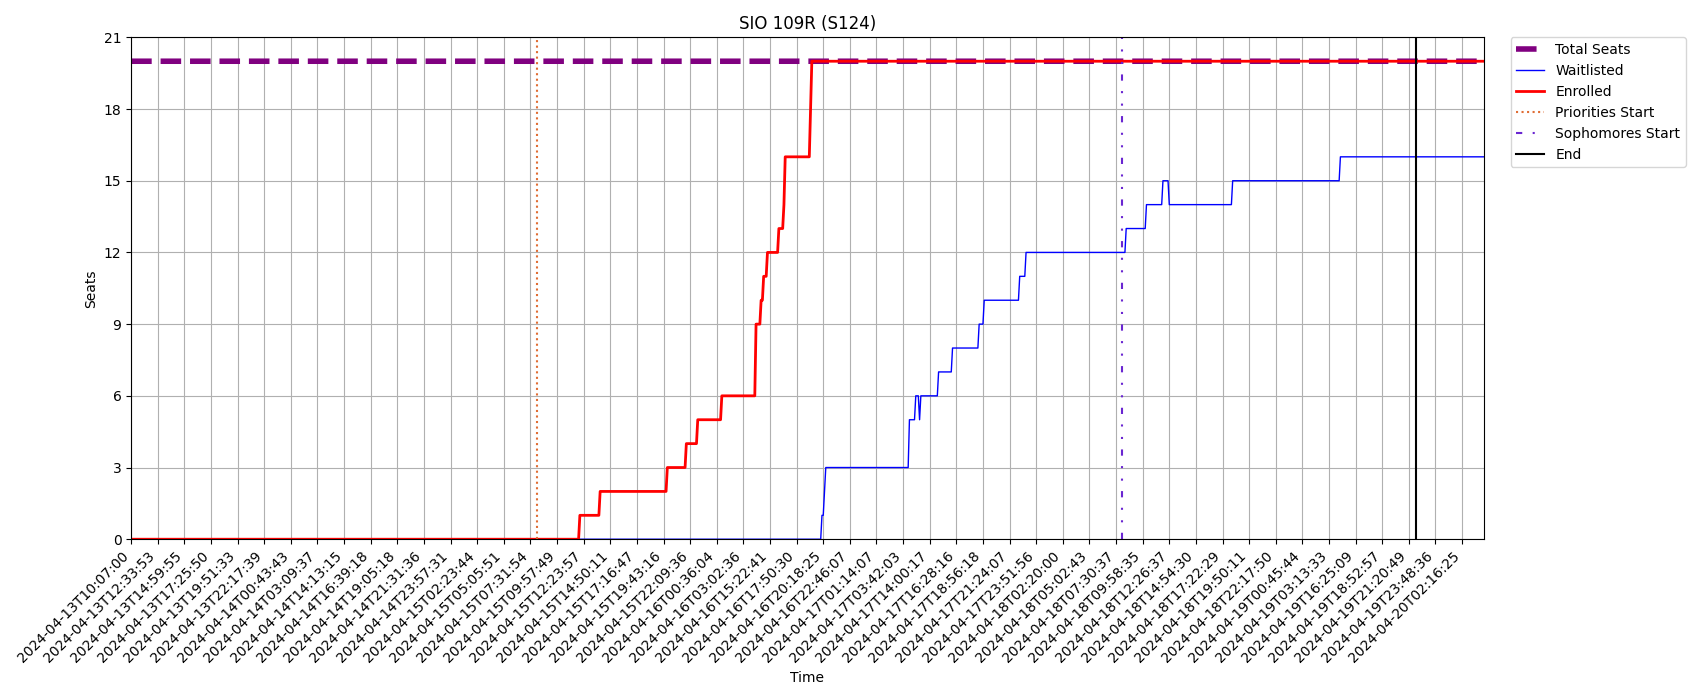 SIO 109R (S124)
21
18
15
12
9
6
3
0
Seats
Total Seats
Waitlisted
Enrolled
Priorities Start
Sophomores Start
End
2024-04-13T10:07:00
2024-04-13T12:33:53
2024-04-13T14:59:55
2024-04-13T17:25:50
2024-04-13T19:51:33
2024-04-13T22:17:39
2024-04-14T00:43:43
2024-04-14T03:09:37
2024-04-14T14:13:15
2024-04-14T16:39:18
2024-04-14T19:05:18
2024-04-14T21:31:36
2024-04-14T23:57:31
2024-04-15T02:23:44
2024-04-15T05:05:51
2024-04-15T07:31:54
2024-04-15T09:57:49
2024-04-15T12:23:57
2024-04-15T14:50:11
2024-04-15T17:16:47
2024-04-15T19:43:16
2024-04-15T22:09:36
2024-04-16T00:36:04
2024-04-16T03:02:36
2024-04-16T15:22:41
2024-04-16T17:50:30
2024-04-16T20:18:25
2024-04-16T22:46:07
2024-04-17T01:14:07
2024-04-17T03:42:03
2024-04-17T14:00:17
2024-04-17T16:28:16
2024-04-17T18:56:18
2024-04-17T21:24:07
2024-04-17T23:51:56
2024-04-18T02:20:00
2024-04-18T05:02:43
2024-04-18T07:30:37
2024-04-18T09:58:35
2024-04-18T12:26:37
2024-04-18T14:54:30
2024-04-18T17:22:29
2024-04-18T19:50:11
2024-04-18T22:17:50
2024-04-19T00:45:44
2024-04-19T03:13:33
2024-04-19T16:25:09
2024-04-19T18:52:57
2024-04-19T21:20:49
2024-04-19T23:48:36
2024-04-20T02:16:25
Time